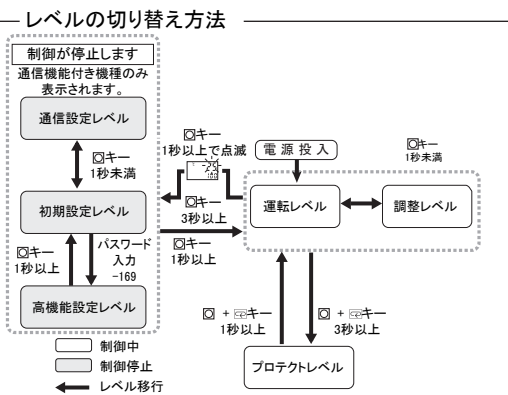 レベルの切り替え方法
制御が停止します
通信機能付き機種のみ
表示されます。
通信設定レベル
キー
1秒未満
初期設定レベル
キー
1秒以上
パスワード
入力
-169
高機能設定レベル
キー
1秒以上で点滅
キー
3秒以上
キー
1秒以上
電源投入
運転レベル
キー
1秒未満
調整レベル
+ キー
1秒以上
+ キー
3秒以上
プロテクトレベル
制御中
制御停止
レベル移行